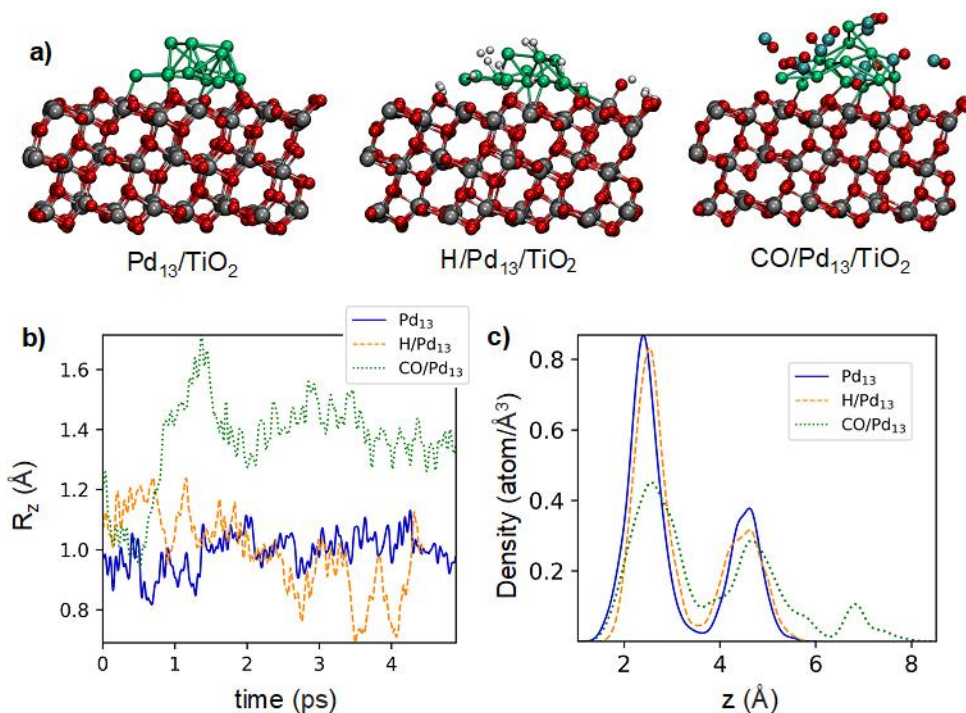 a)
Pd₁₃/TiO₂ H/Pd₁₃/TiO₂ CO/Pd₁₃/TiO₂
b)
Pd₁₃
H/Pd₁₃
CO/Pd₁₃
1.6
1.4
1.2
1.0
0.8
R_z (Å)
0 1 2 3 4
time (ps)
c)
Pd₁₃
H/Pd₁₃
CO/Pd₁₃
0.8
0.6
0.4
0.2
Density (atom/Å³)
2 4 6 8
z (Å)